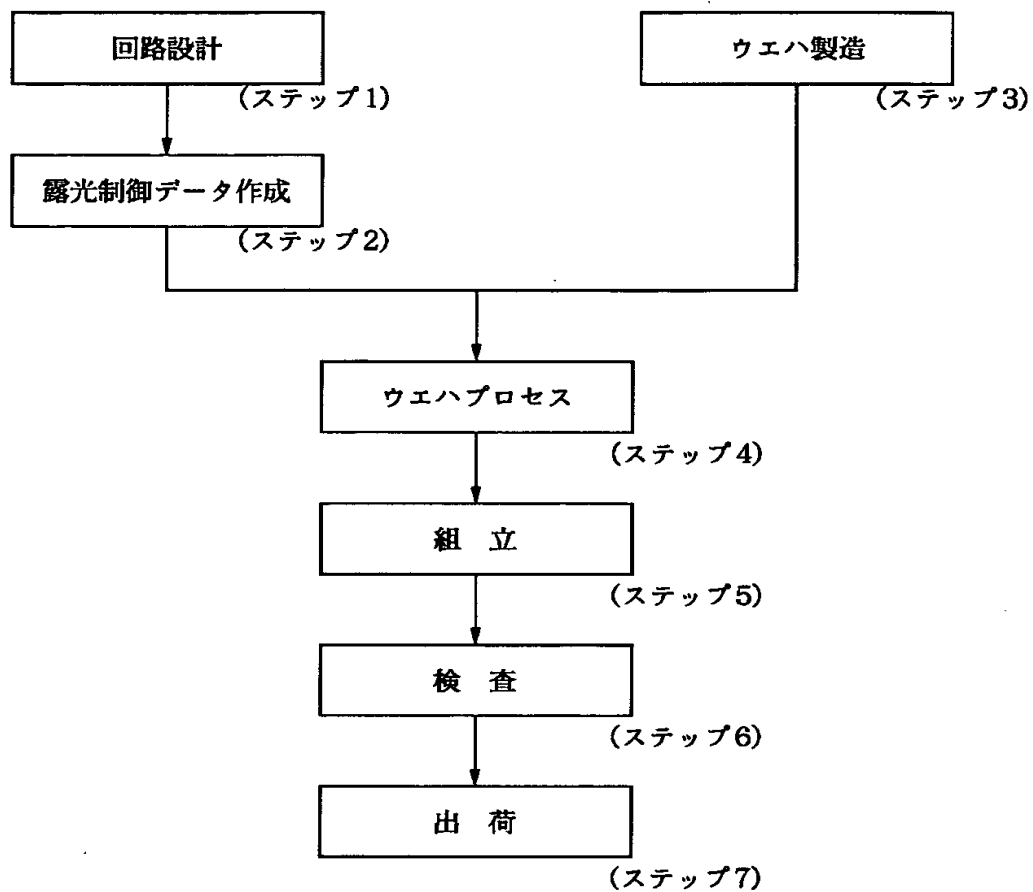 回路設計
(ステップ1)
ウエハ製造
(ステップ3)
露光制御データ作成
(ステップ2)
ウエハプロセス
(ステップ4)
組 立
(ステップ5)
検 査
(ステップ6)
出 荷
(ステップ7)